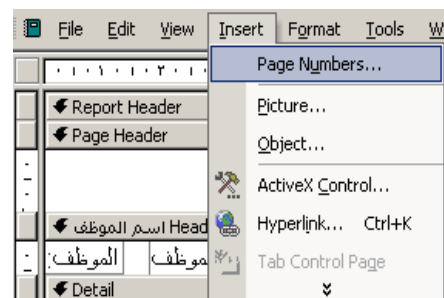 File Edit View Insert Format Tools W
Page Numbers...
Report Header
Picture...
Page Header
Object...
ActiveX Control...
اسم الموظف Head
Hyperlink... Ctrl+K
الموظف: موظف
Tab Control Page
Detail